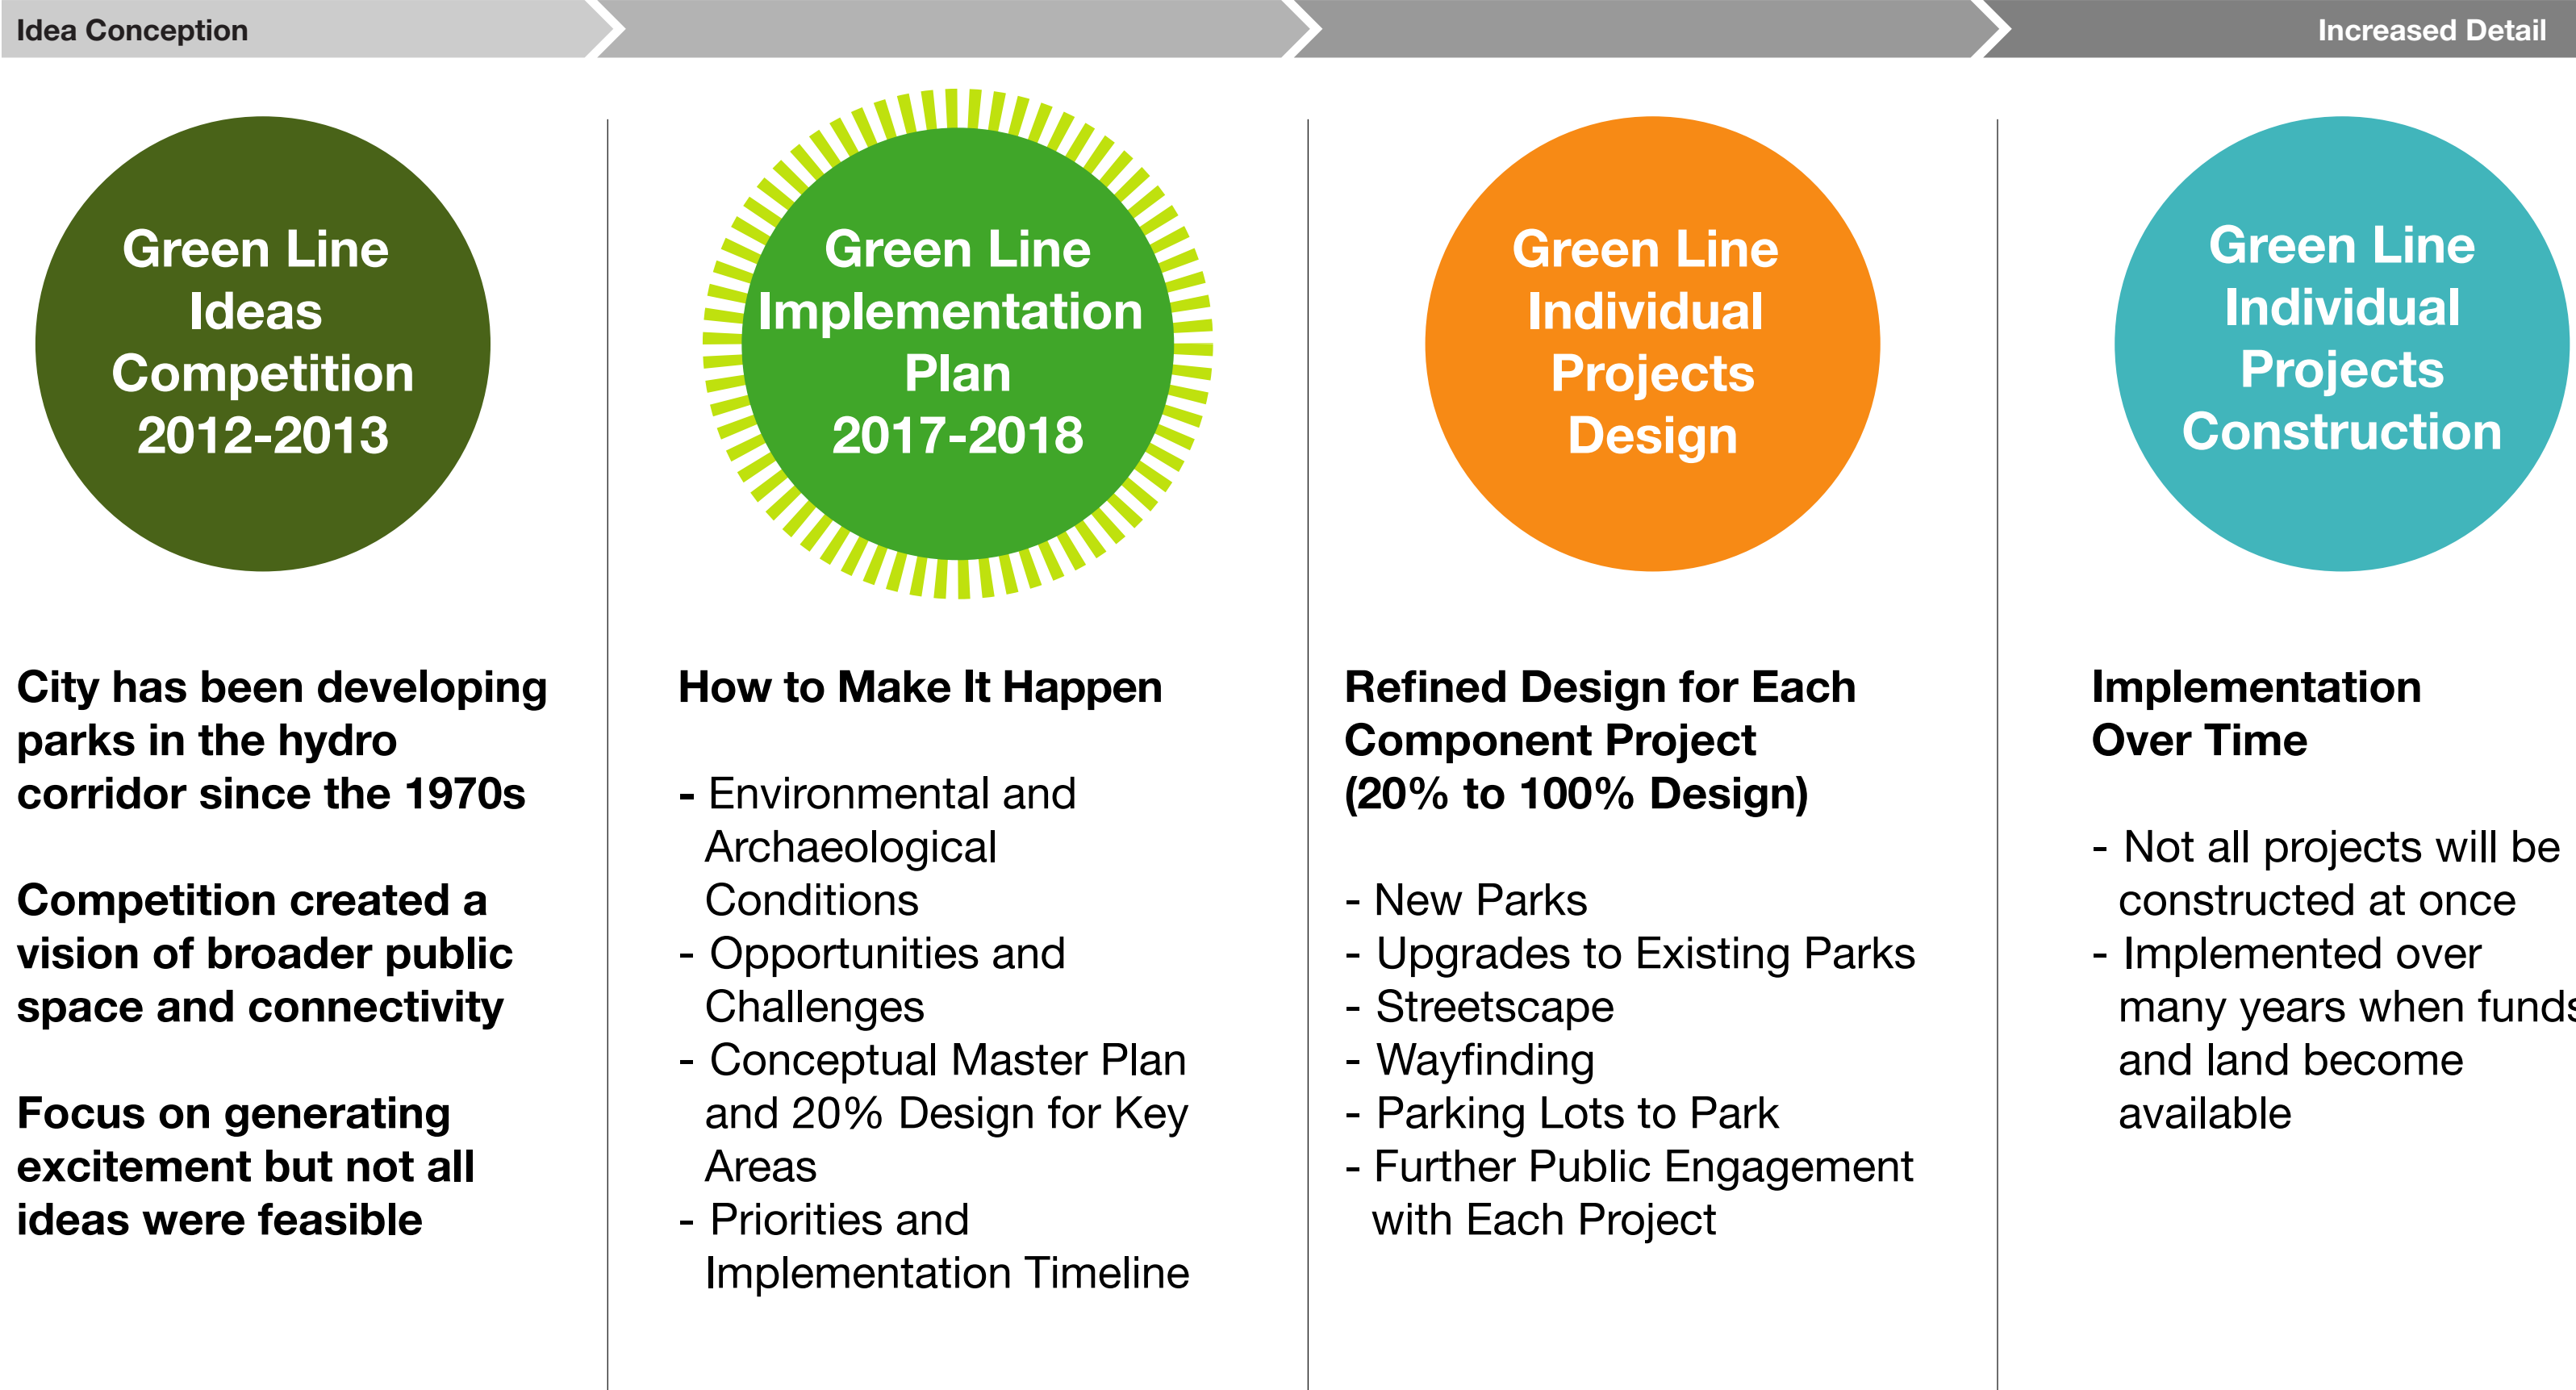 Idea Conception
Increased Detail
Green Line
Ideas
Competition
2012-2013
City has been developing
parks in the hydro
corridor since the 1970s
Competition created a
vision of broader public
space and connectivity
Focus on generating
excitement but not all
ideas were feasible
Green Line
Implementation
Plan
2017-2018
How to Make It Happen
- Environmental and
Archaeological
Conditions
- Opportunities and
Challenges
- Conceptual Master Plan
and 20% Design for Key
Areas
- Priorities and
Implementation Timeline
Green Line
Individual
Projects
Design
Refined Design for Each
Component Project
(20% to 100% Design)
- New Parks
- Upgrades to Existing Parks
- Streetscape
- Wayfinding
- Parking Lots to Park
- Further Public Engagement
with Each Project
Green Line
Individual
Projects
Construction
Implementation
Over Time
- Not all projects will be
constructed at once
- Implemented over
many years when funds
and land become
available